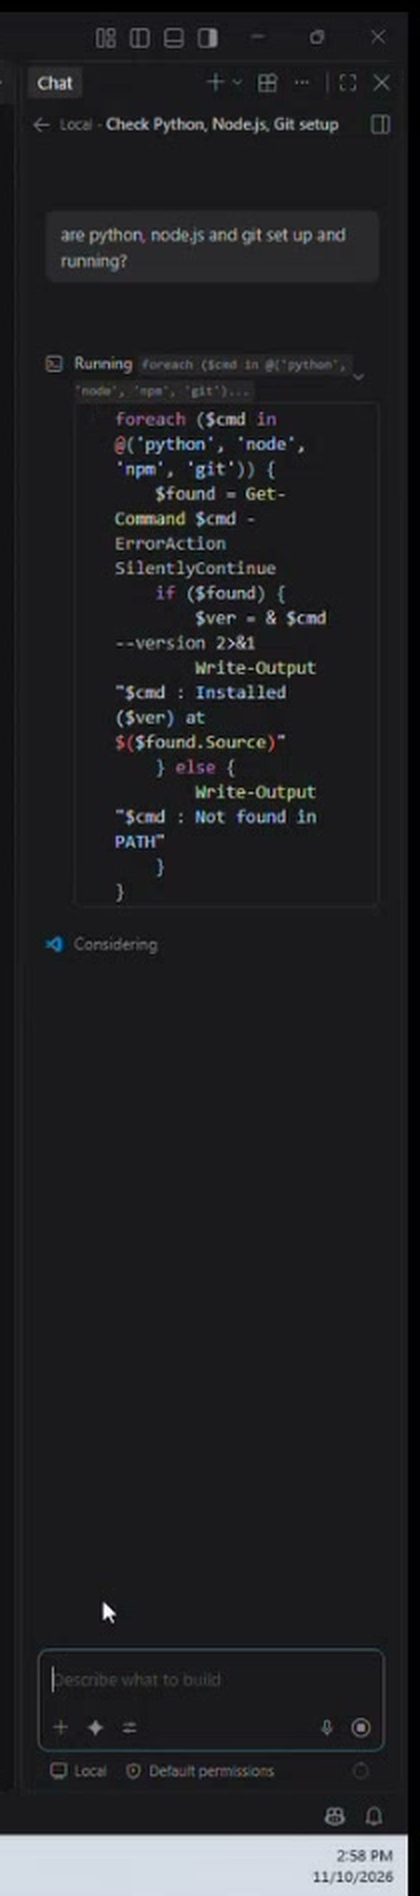 Chat
Local - Check Python, Node.js, Git setup
are python, node.js and git set up and
running?
Running foreach ($cmd in @('python',
'node', 'npm', 'git')...
foreach ($cmd in
@('python', 'node',
'npm', 'git')) {
$found = Get-
Command $cmd -
ErrorAction
SilentlyContinue
if ($found) {
$ver = & $cmd
--version 2>&1
Write-Output
"$cmd : Installed
($ver) at
$($found.Source)"
} else {
Write-Output
"$cmd : Not found in
PATH"
}
}
Considering
Describe what to build
Local
Default permissions
2:58 PM
11/10/2026